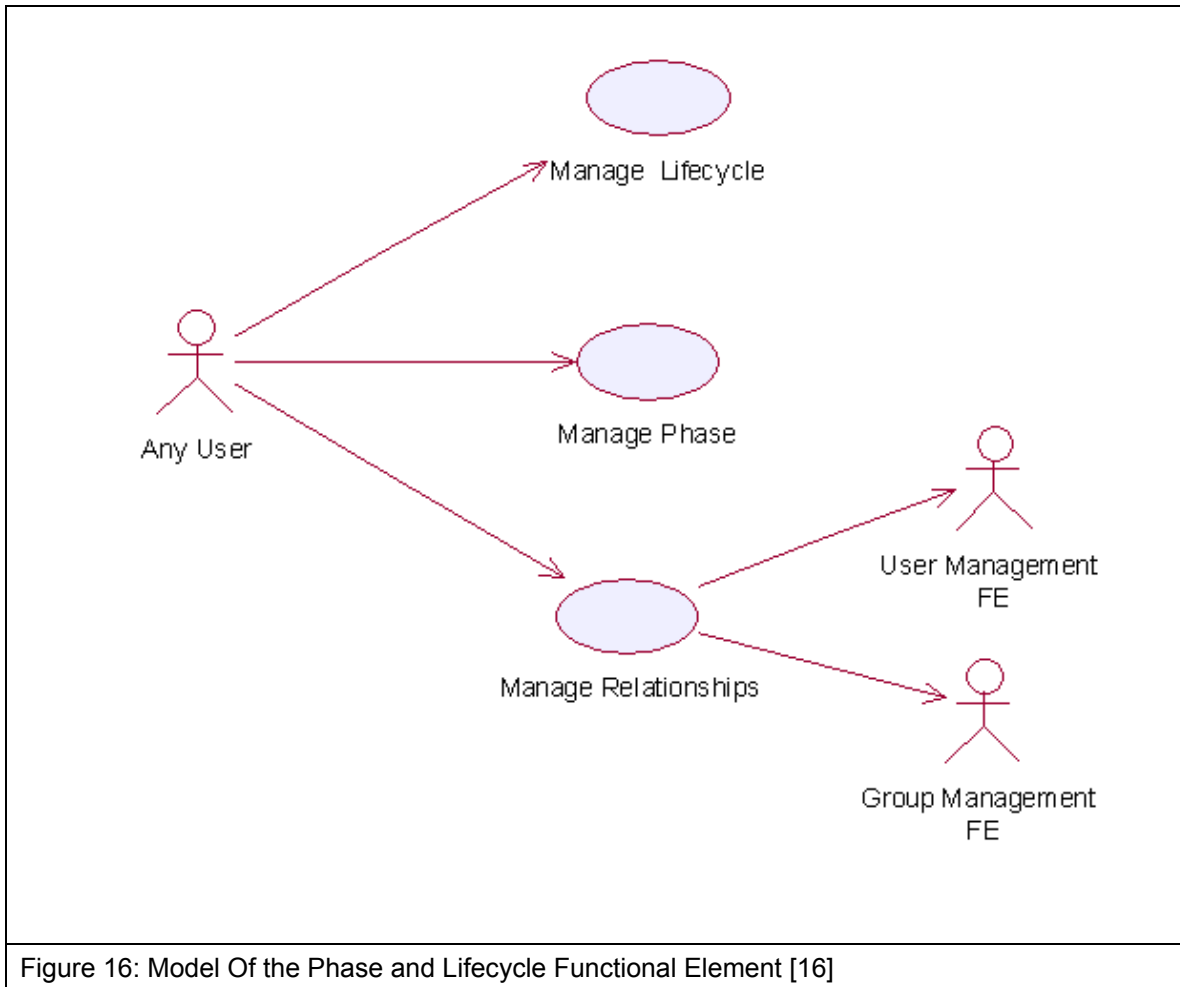 Manage Lifecycle
Manage Phase
Any User
User Management
FE
Manage Relationships
Group Management
FE
Figure 16: Model Of the Phase and Lifecycle Functional Element [16]